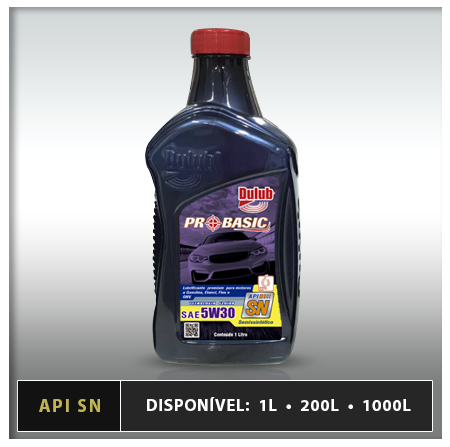 Dulub
Dulub
PRO BASIC
Lubrificante premium para motores
a Gasolina, Etanol, Flex e
GNV
SAE 5W30
API
SN
Semissintético
Conteúdo 1 Litro
API SN
DISPONÍVEL: 1L • 200L • 1000L